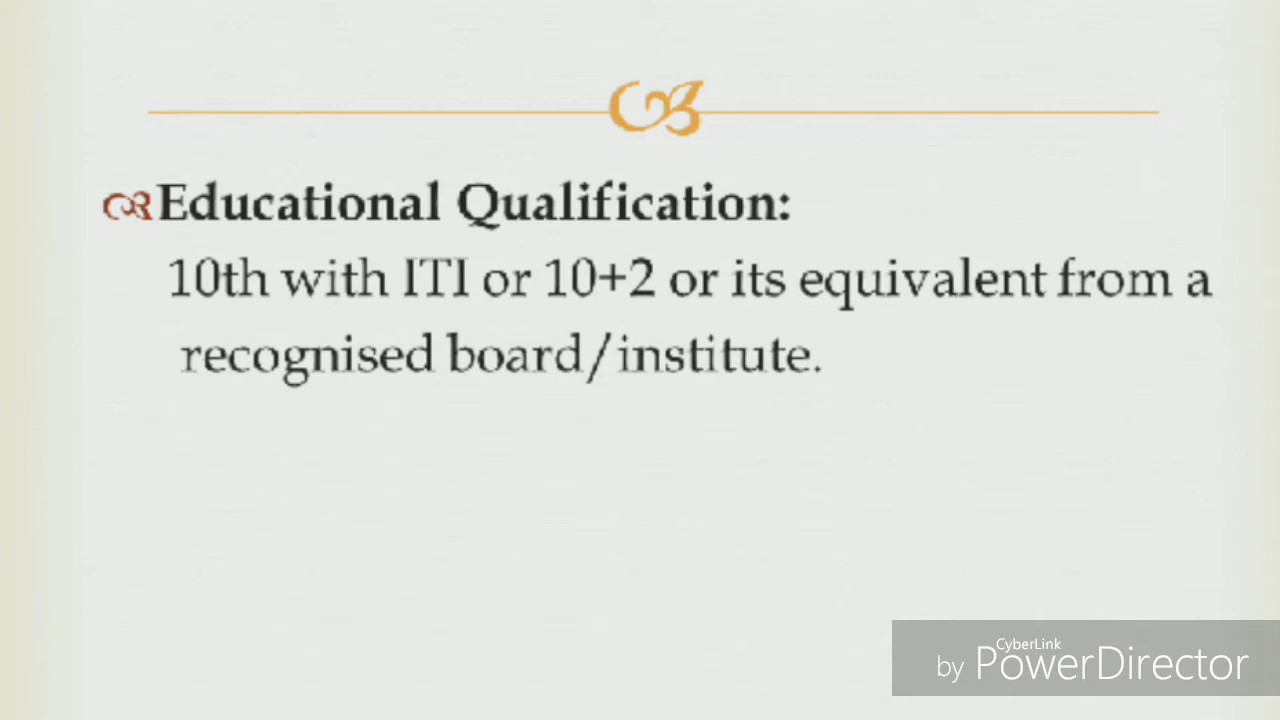 Educational Qualification:
10th with ITI or 10+2 or its equivalent from a
recognised board/institute.
CyberLink
by PowerDirector